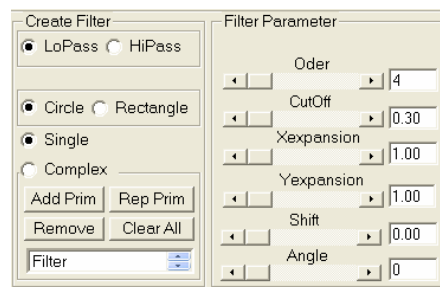 Create Filter
LoPass HiPass
Circle Rectangle
Single
Complex
Add Prim Rep Prim
Remove Clear All
Filter
Filter Parameter
Oder
4
CutOff
0.30
Xexpansion
1.00
Yexpansion
1.00
Shift
0.00
Angle
0